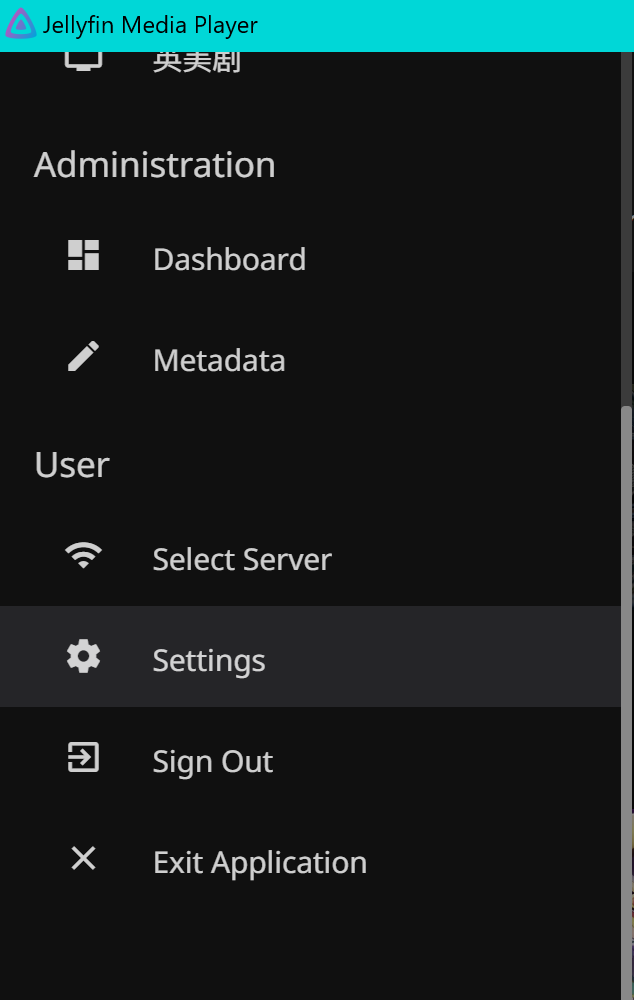 Jellyfin Media Player
英美剧
Administration
Dashboard
Metadata
User
Select Server
Settings
Sign Out
Exit Application